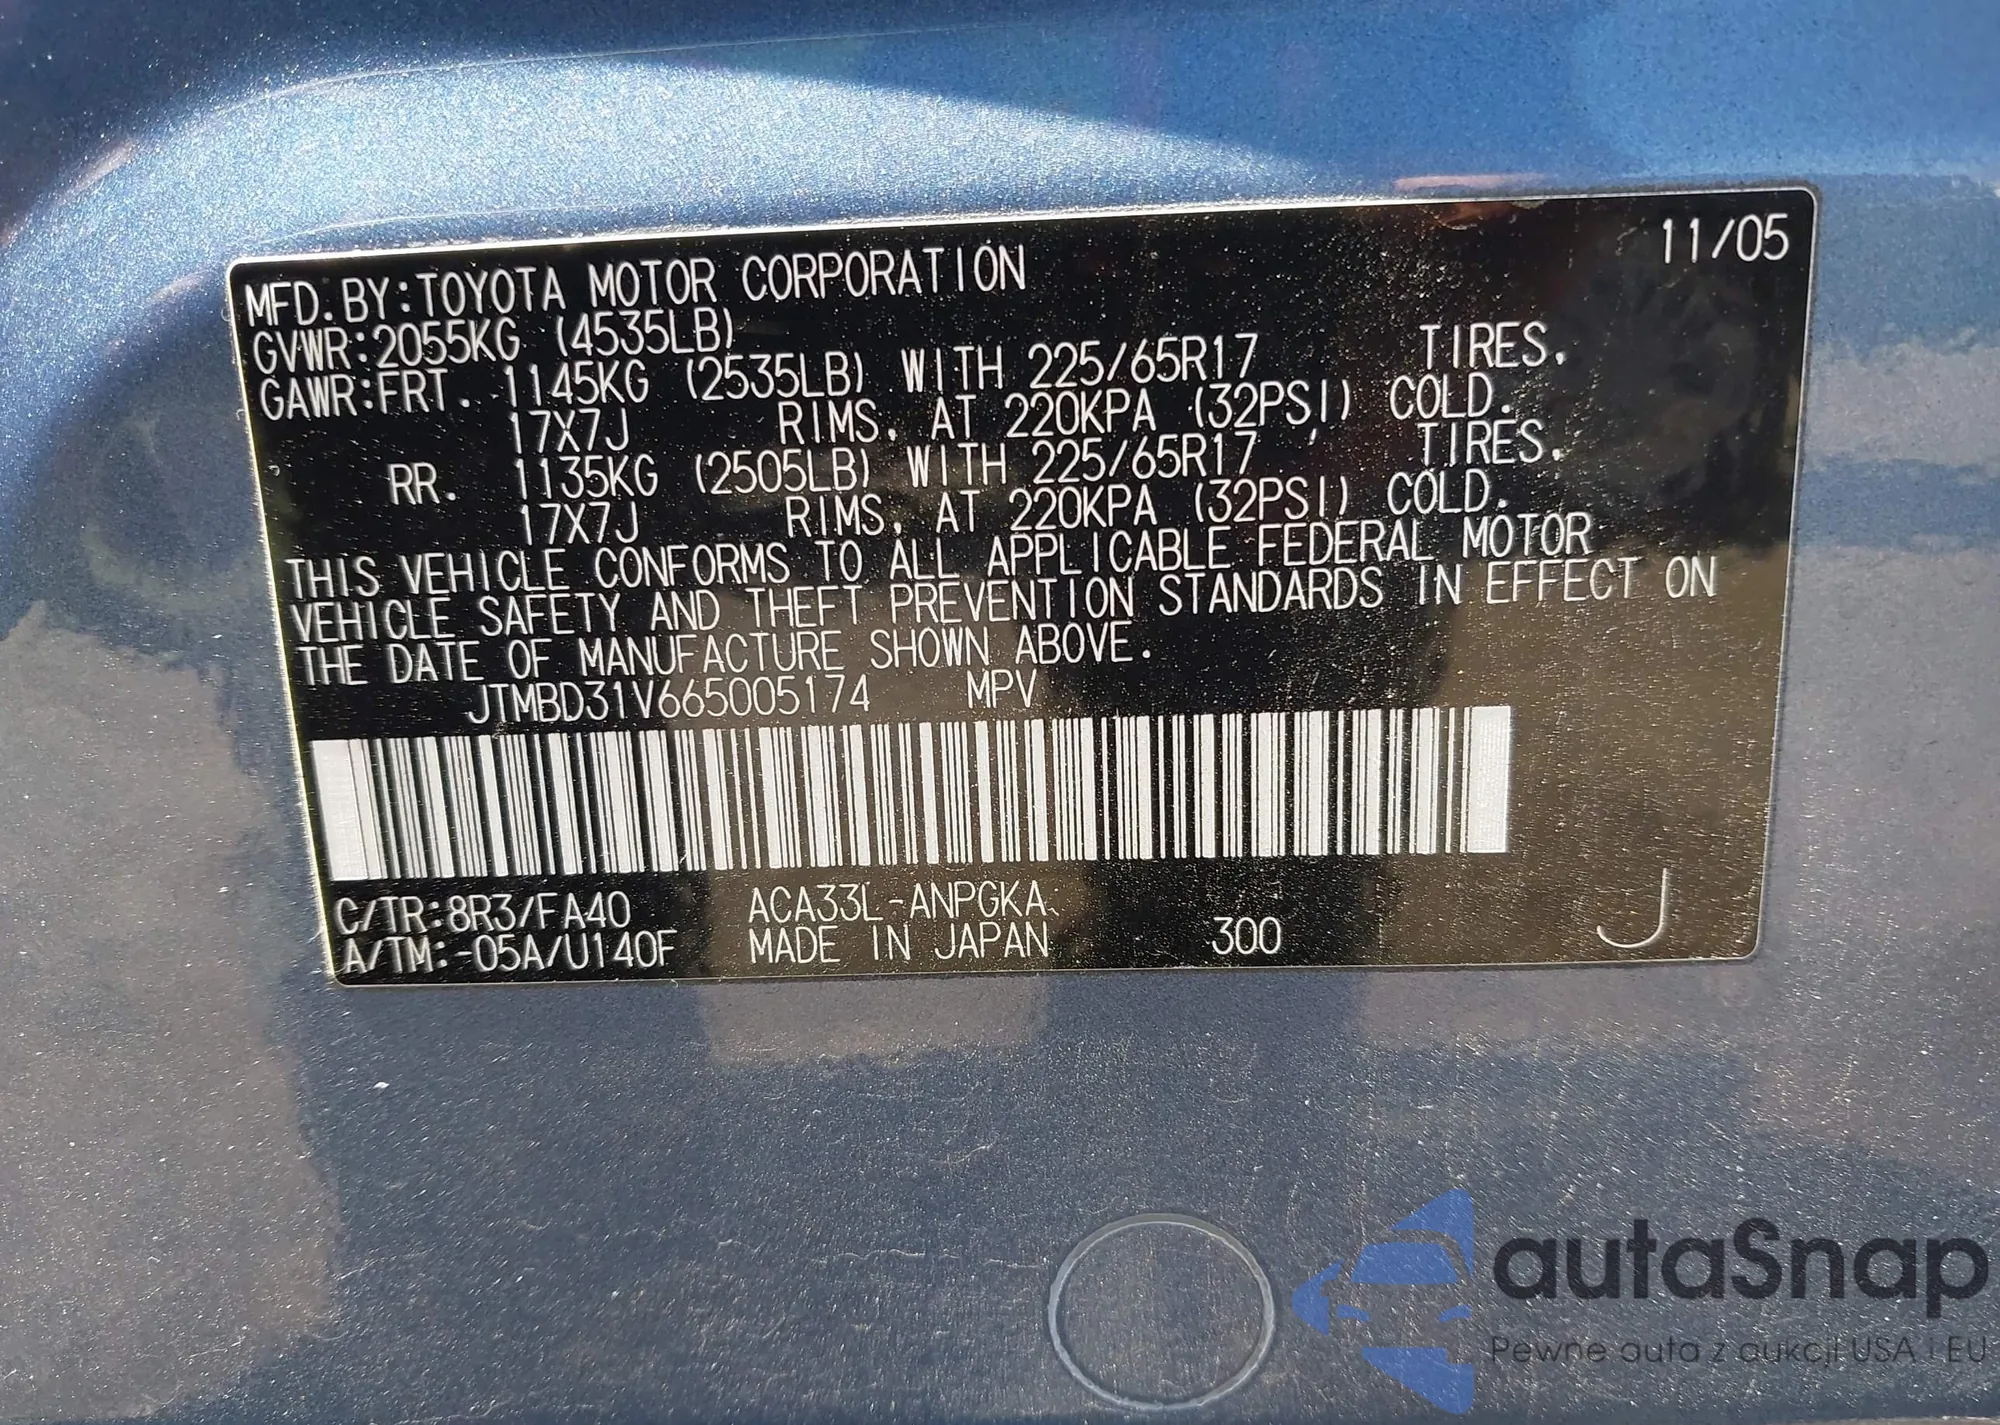 11/05
MFD.BY:TOYOTA MOTOR CORPORATION
GVWR:2055KG (4535LB)
GAWR:FRT. 1145KG (2535LB) WITH 225/65R17 TIRES,
17X7J RIMS, AT 220KPA (32PSI) COLD.
RR. 1135KG (2505LB) WITH 225/65R17 TIRES,
17X7J RIMS, AT 220KPA (32PSI) COLD.
THIS VEHICLE CONFORMS TO ALL APPLICABLE FEDERAL MOTOR
VEHICLE SAFETY AND THEFT PREVENTION STANDARDS IN EFFECT ON
THE DATE OF MANUFACTURE SHOWN ABOVE.
JTMBD31V665005174 MPV
C/TR:8R3/FA40 ACA33L-ANPGKA
A/TM:-05A/U140F MADE IN JAPAN 300 J
autaSnap
Pewne auta z aukcji USA i EU